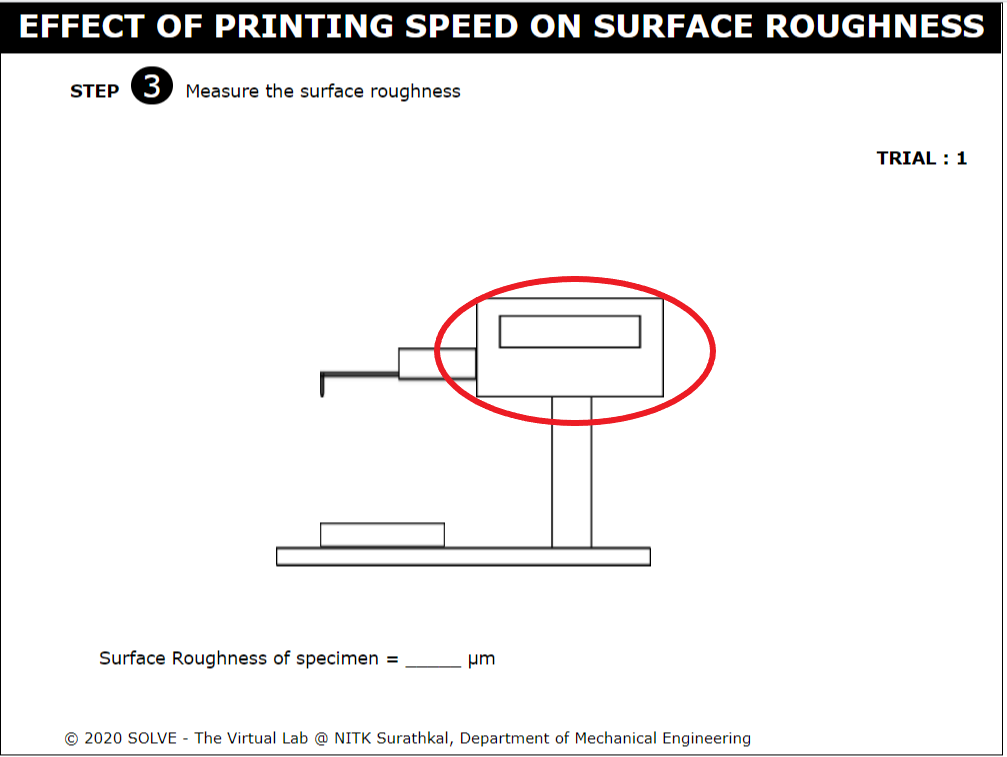 EFFECT OF PRINTING SPEED ON SURFACE ROUGHNESS
STEP 3 Measure the surface roughness
TRIAL : 1
Surface Roughness of specimen = ______ μm
© 2020 SOLVE - The Virtual Lab @ NITK Surathkal, Department of Mechanical Engineering